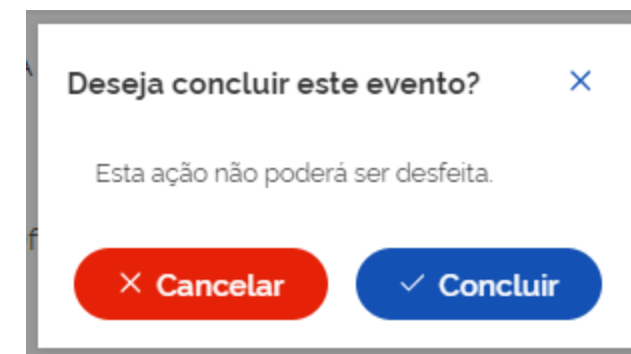 Deseja concluir este evento?
Esta ação não poderá ser desfeita.
Cancelar
Concluir